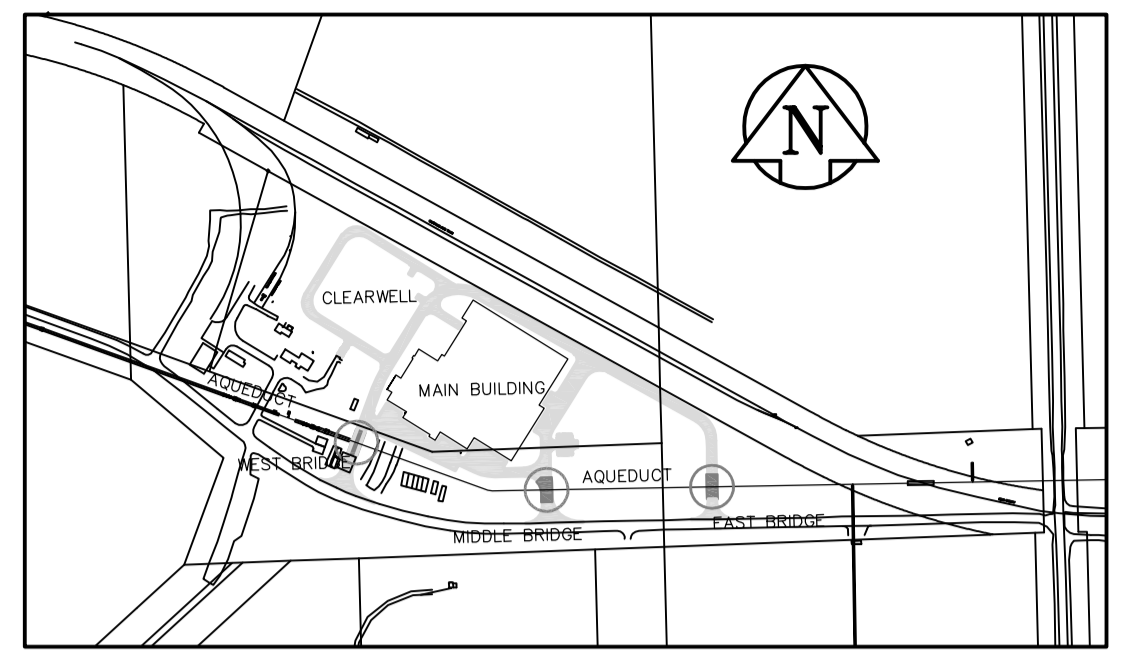 N
CLEARWELL
MAIN BUILDING
AQUEDUCT
WEST BRIDGE
AQUEDUCT
EAST BRIDGE
MIDDLE BRIDGE